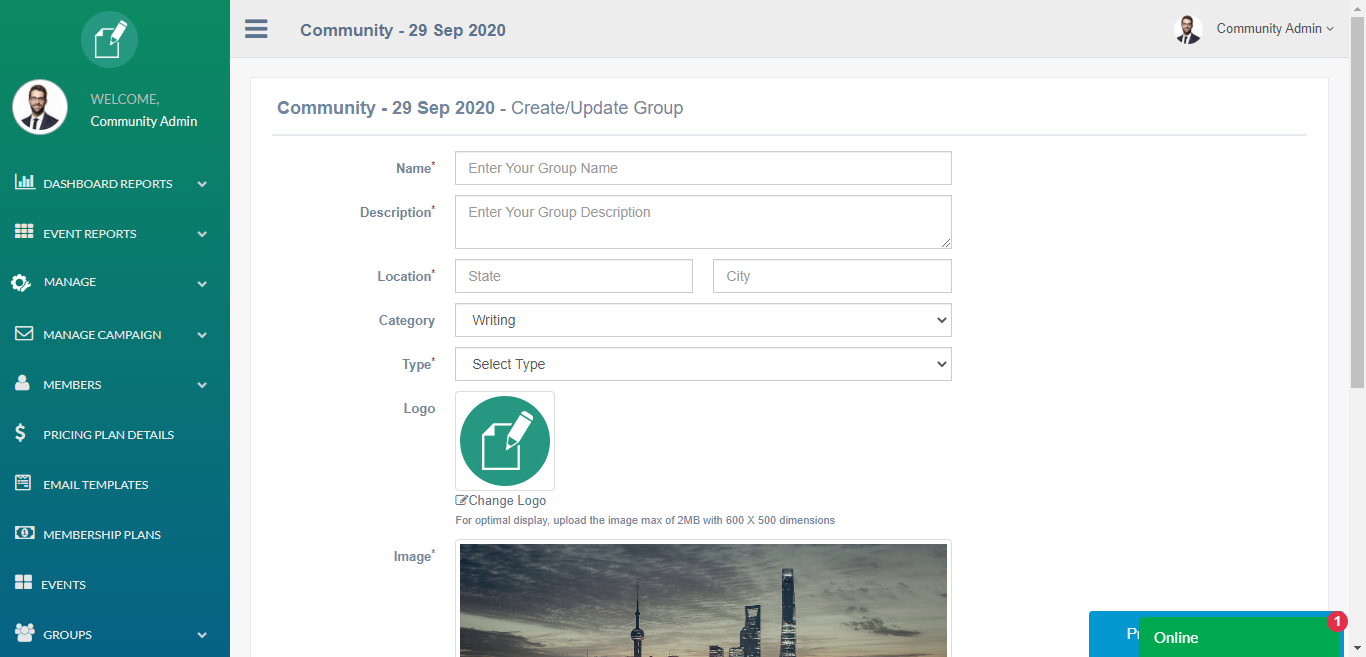 Community - 29 Sep 2020
Community Admin
WELCOME,
Community Admin
DASHBOARD REPORTS
EVENT REPORTS
MANAGE
MANAGE CAMPAIGN
MEMBERS
PRICING PLAN DETAILS
EMAIL TEMPLATES
MEMBERSHIP PLANS
EVENTS
GROUPS
Community - 29 Sep 2020 - Create/Update Group
Name*
Enter Your Group Name
Description*
Enter Your Group Description
Location*
State
City
Category
Writing
Type*
Select Type
Logo
Change Logo
For optimal display, upload the image max of 2MB with 600 X 500 dimensions
Image*
Online
1